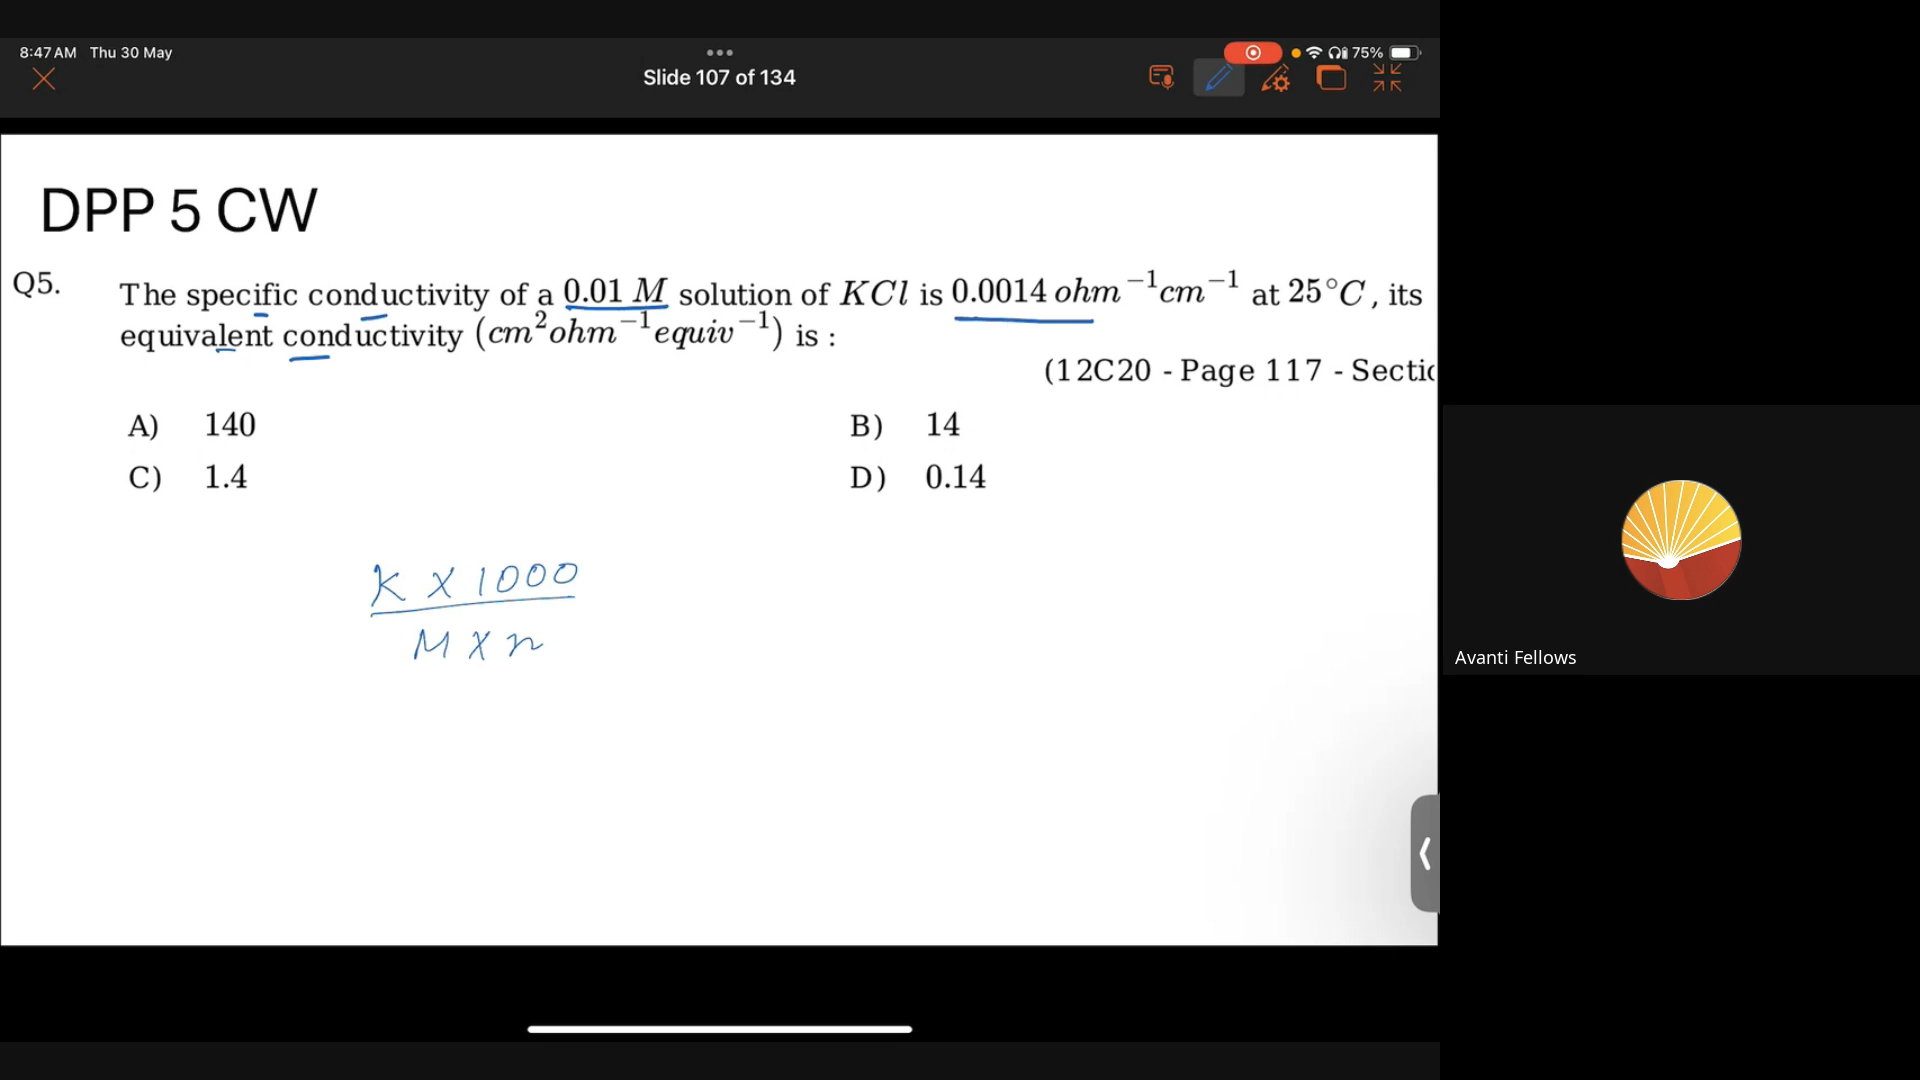 8:47 AM Thu 30 May
75%
Slide 107 of 134
DPP 5 CW
Q5. The specific conductivity of a 0.01 M solution of KCl is 0.0014 ohm⁻¹cm⁻¹ at 25°C, its
equivalent conductivity (cm²ohm⁻¹equiv⁻¹) is :
(12C20 - Page 117 - Sectic
A) 140 B) 14
C) 1.4 D) 0.14
K X 1000
M X n
Avanti Fellows